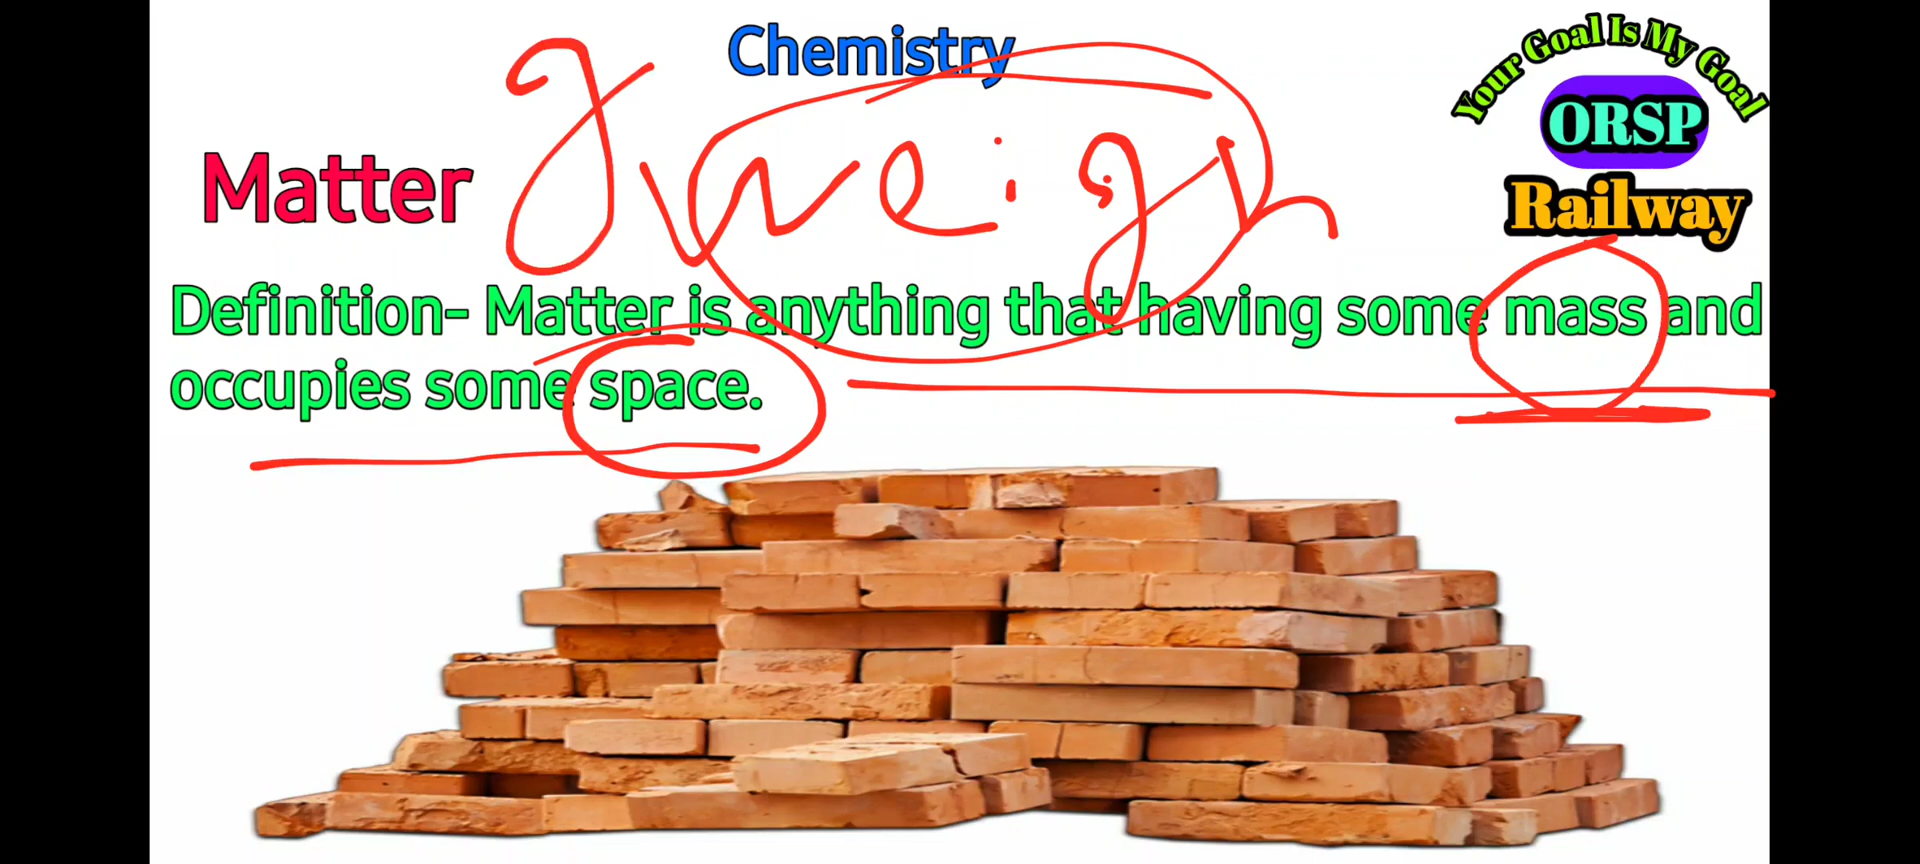 Chemistry
Your Goal Is My Goal
ORSP
Railway
Matter
weigh
Definition- Matter is anything that having some mass and
occupies some space.